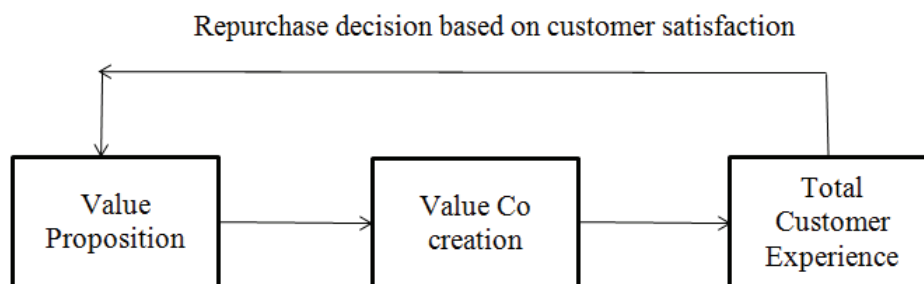 Repurchase decision based on customer satisfaction
Value
Proposition
Value Co
creation
Total
Customer
Experience